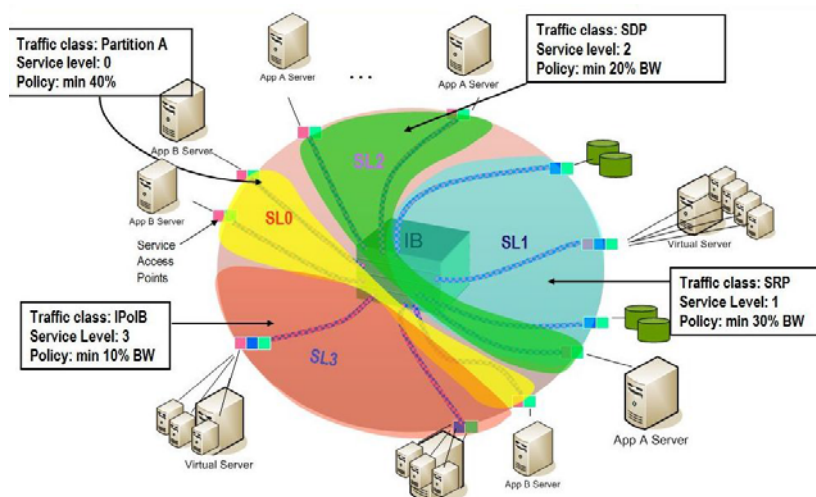 Traffic class: Partition A
Service level: 0
Policy: min 40%
App A Server
...
App A Server
Traffic class: SDP
Service level: 2
Policy: min 20% BW
App B Server
App B Server
Service
Access
Points
SL2
SL0
IB
SL1
SL3
Virtual Server
Traffic class: SRP
Service Level: 1
Policy: min 30% BW
Traffic class: IPoIB
Service Level: 3
Policy: min 10% BW
Virtual Server
App A Server
App B Server